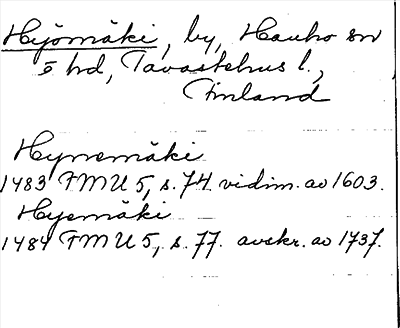 Hyömäki, by, Hauho sn
X hd, Tavastehus l.,
Finland
Hynemäki
1483 FMU 5, s. 74 vidim. av 1603.
Hyemäki
1484 FMU 5, s. 77. avskr. av 1737.